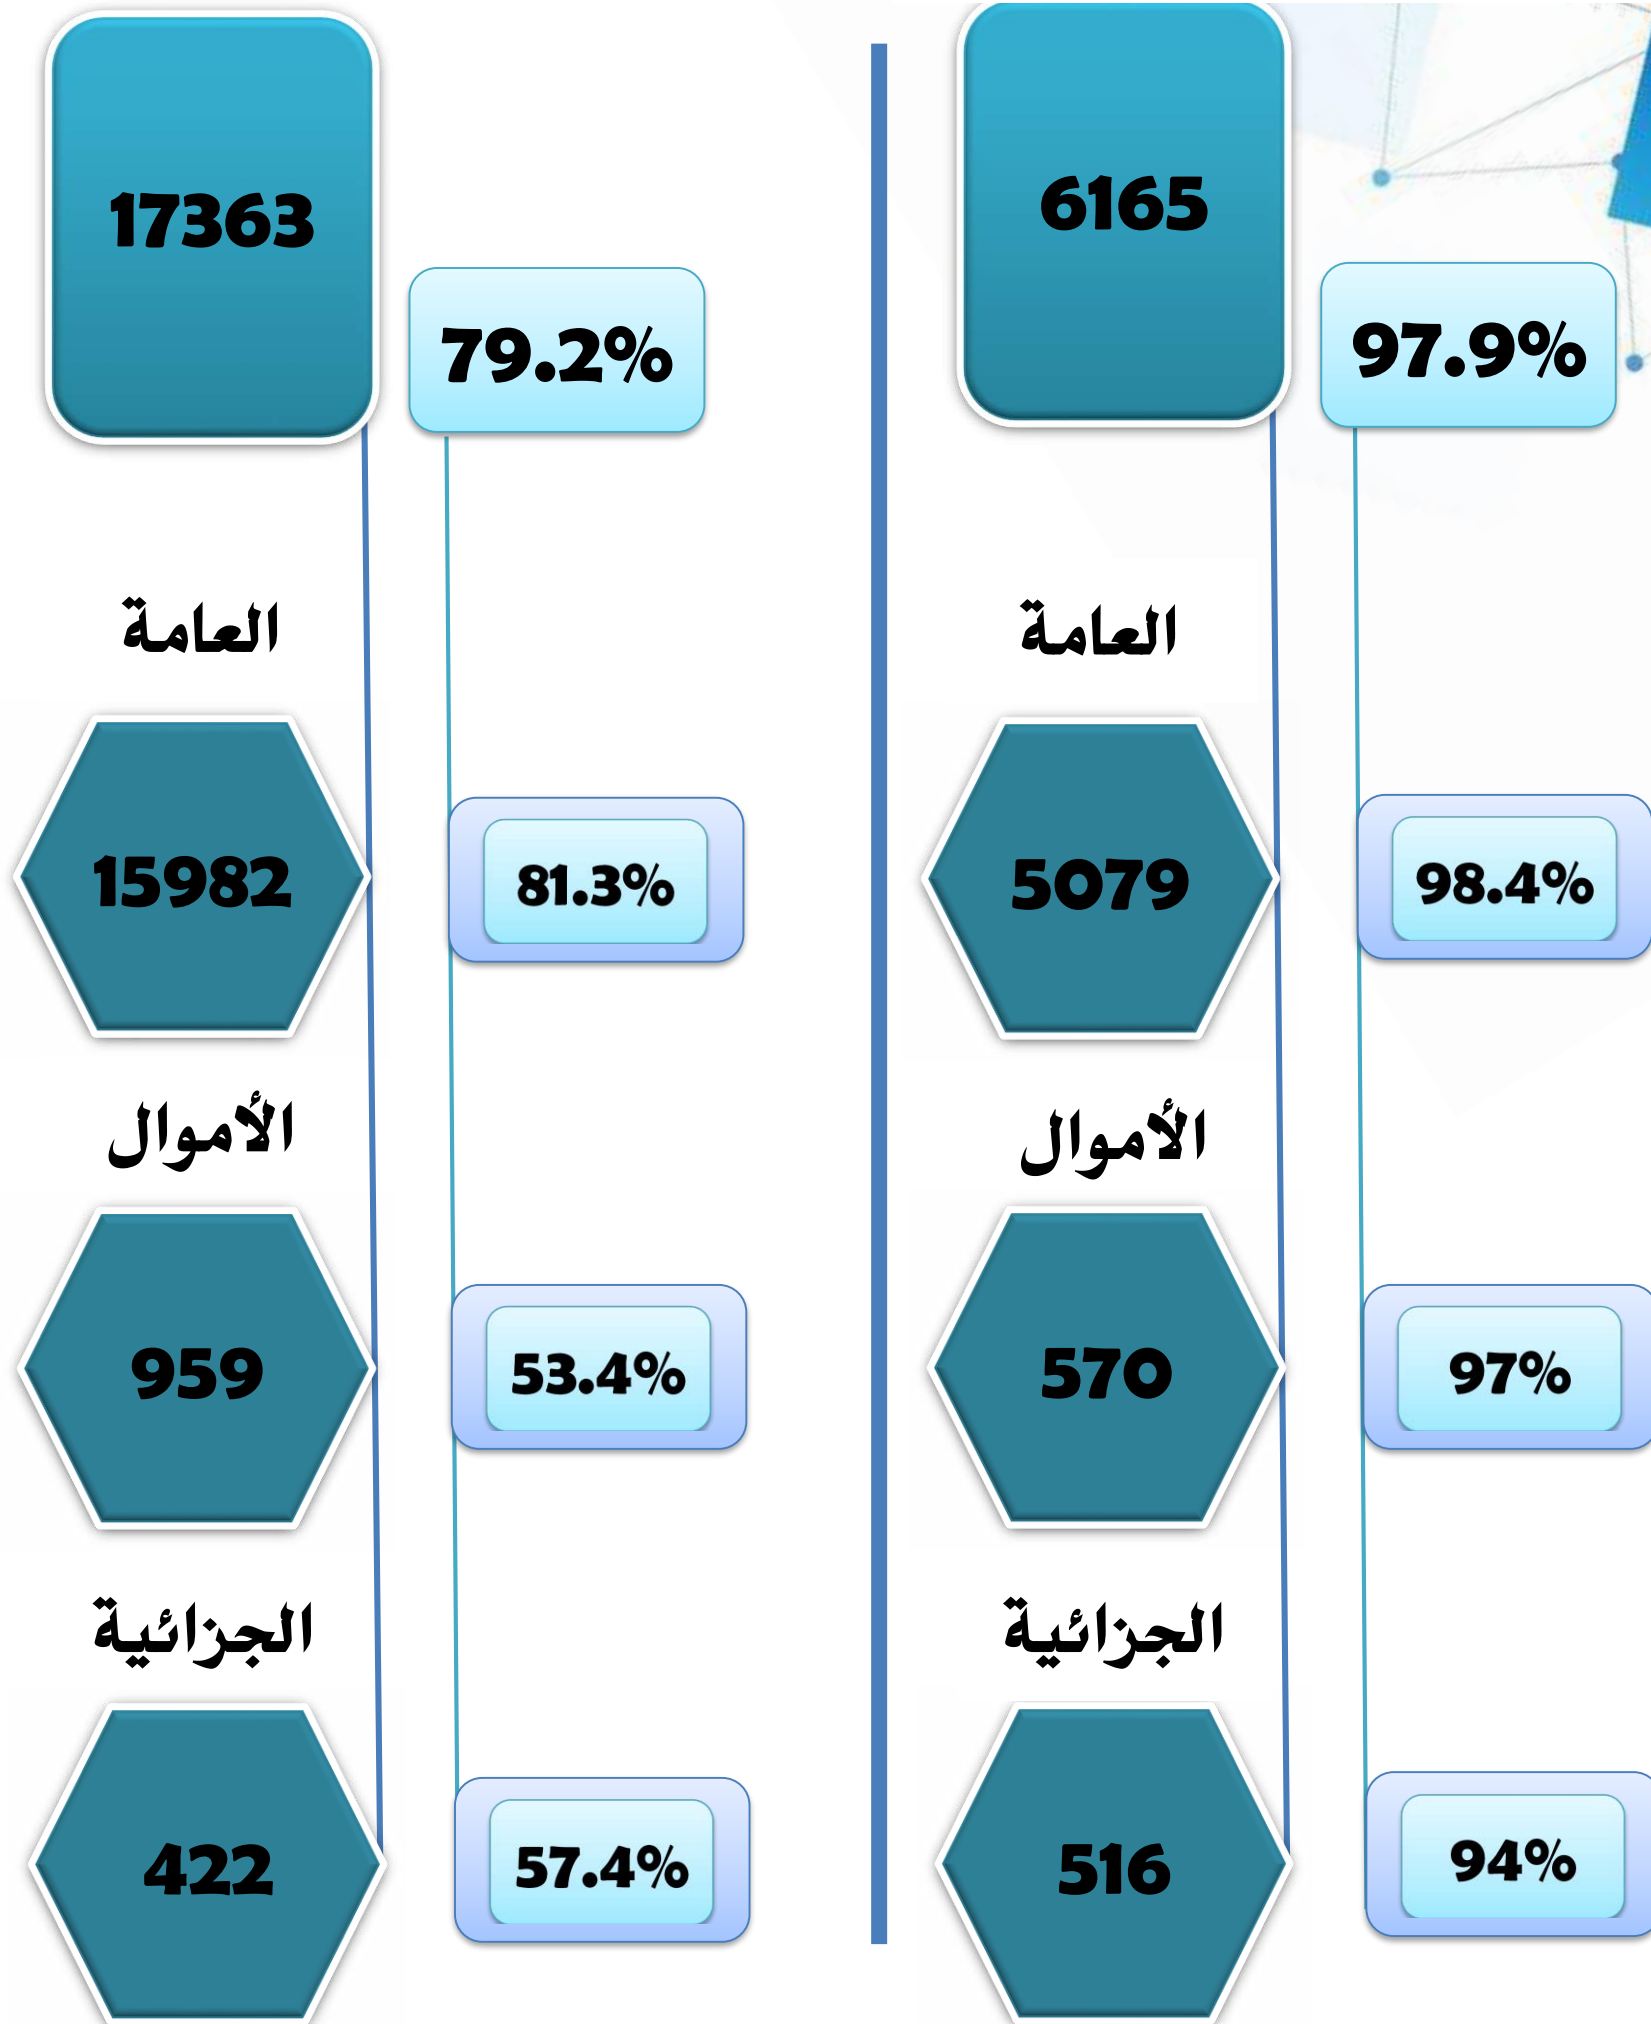 6165
97.9%
العامة
5079
98.4%
الأموال
570
97%
الجزائية
516
94%
17363
79.2%
العامة
15982
81.3%
الأموال
959
53.4%
الجزائية
422
57.4%